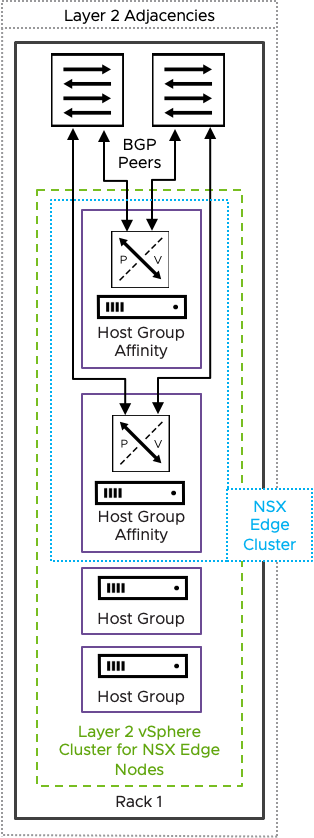 Layer 2 Adjacencies
BGP
Peers
P
V
Host Group
Affinity
P
V
Host Group
Affinity
NSX
Edge
Cluster
Host Group
Host Group
Layer 2 vSphere
Cluster for NSX Edge
Nodes
Rack 1